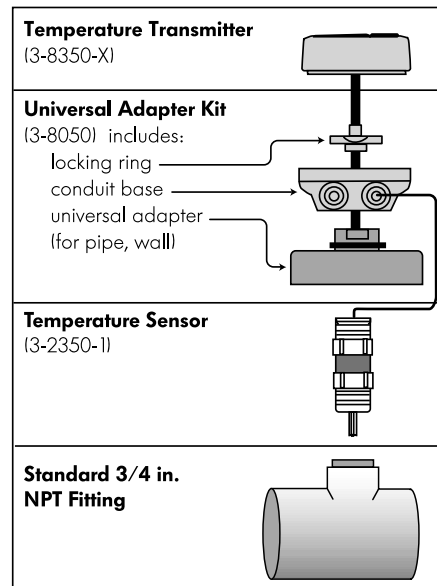 Temperature Transmitter
(3-8350-X)
Universal Adapter Kit
(3-8050) includes:
locking ring
conduit base
universal adapter
(for pipe, wall)
Temperature Sensor
(3-2350-1)
Standard 3/4 in.
NPT Fitting